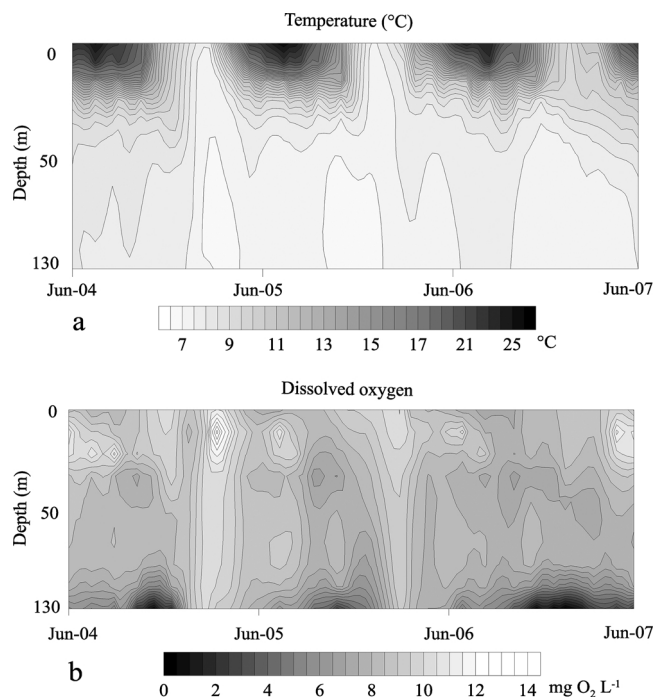 Temperature (°C)
0
50
130
Depth (m)
Jun-04 Jun-05 Jun-06 Jun-07
a
7 9 11 13 15 17 21 25 °C
Dissolved oxygen
0
50
130
Depth (m)
Jun-04 Jun-05 Jun-06 Jun-07
b
0 2 4 6 8 10 12 14 mg O₂ L⁻¹